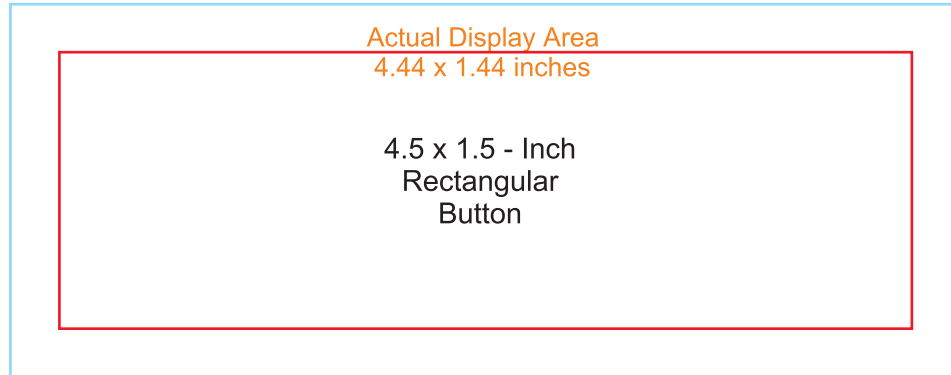 Actual Display Area
4.44 x 1.44 inches
4.5 x 1.5 - Inch
Rectangular
Button